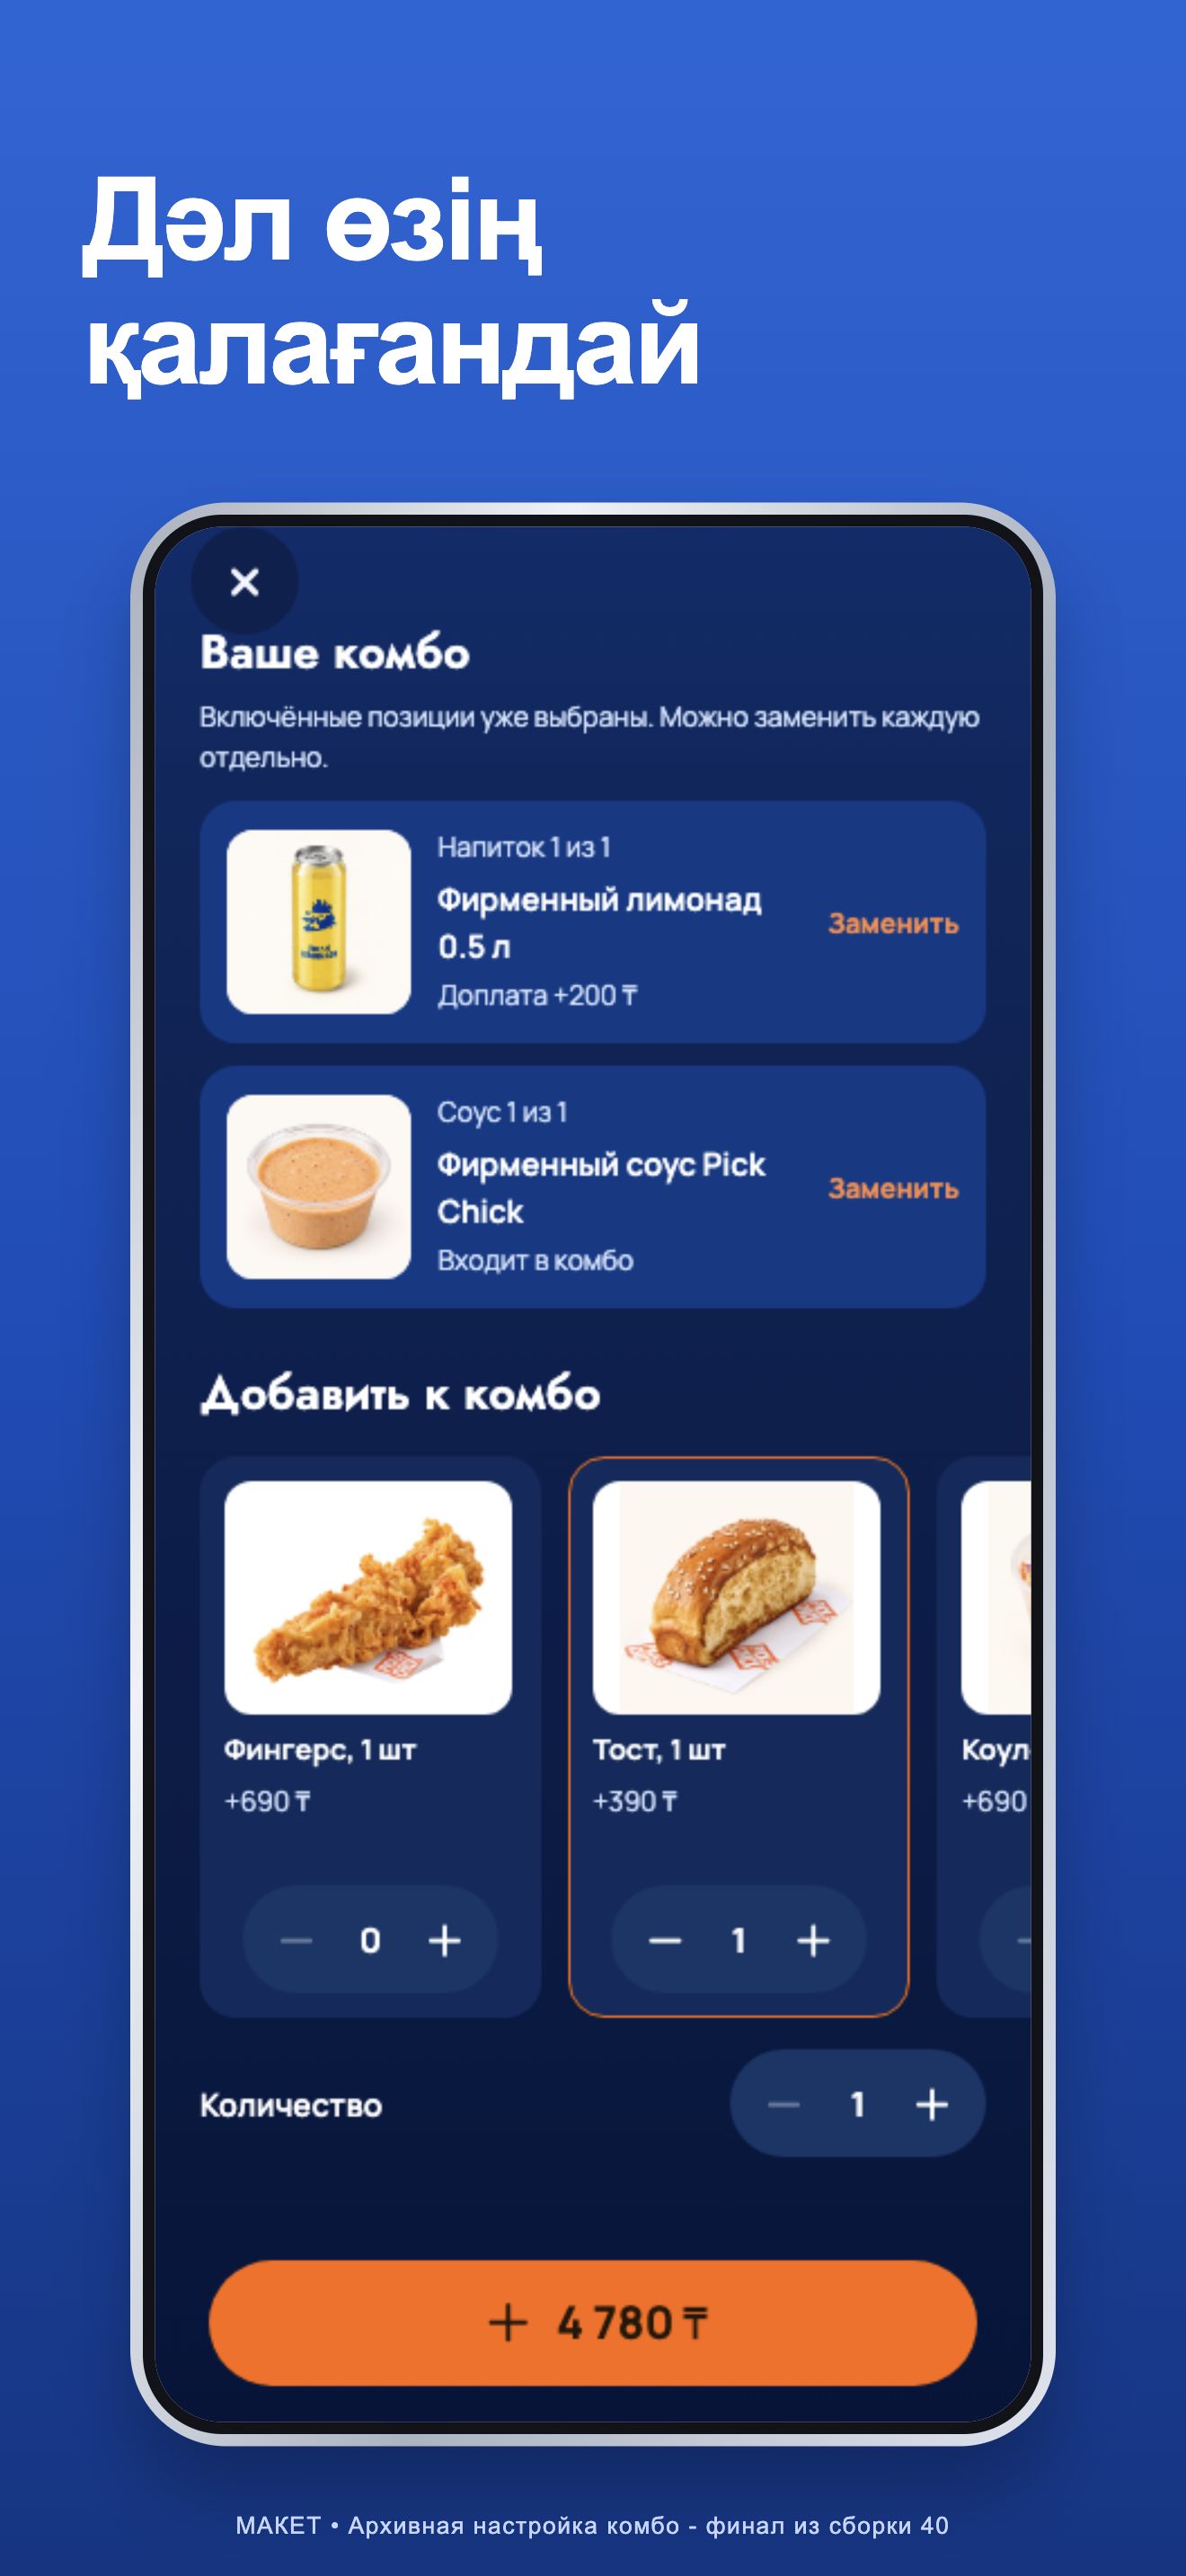 Дәл өзің
қалағандай
Ваше комбо
Включённые позиции уже выбраны. Можно заменить каждую
отдельно.
Напиток 1 из 1
Фирменный лимонад
0.5 л
Доплата +200 ₸
Заменить
Соус 1 из 1
Фирменный соус Pick
Chick
Входит в комбо
Заменить
Добавить к комбо
Фингерс, 1 шт
+690 ₸
0
Тост, 1 шт
+390 ₸
1
Коул
+690
Количество
1
+ 4 780 ₸
МАКЕТ • Архивная настройка комбо - финал из сборки 40